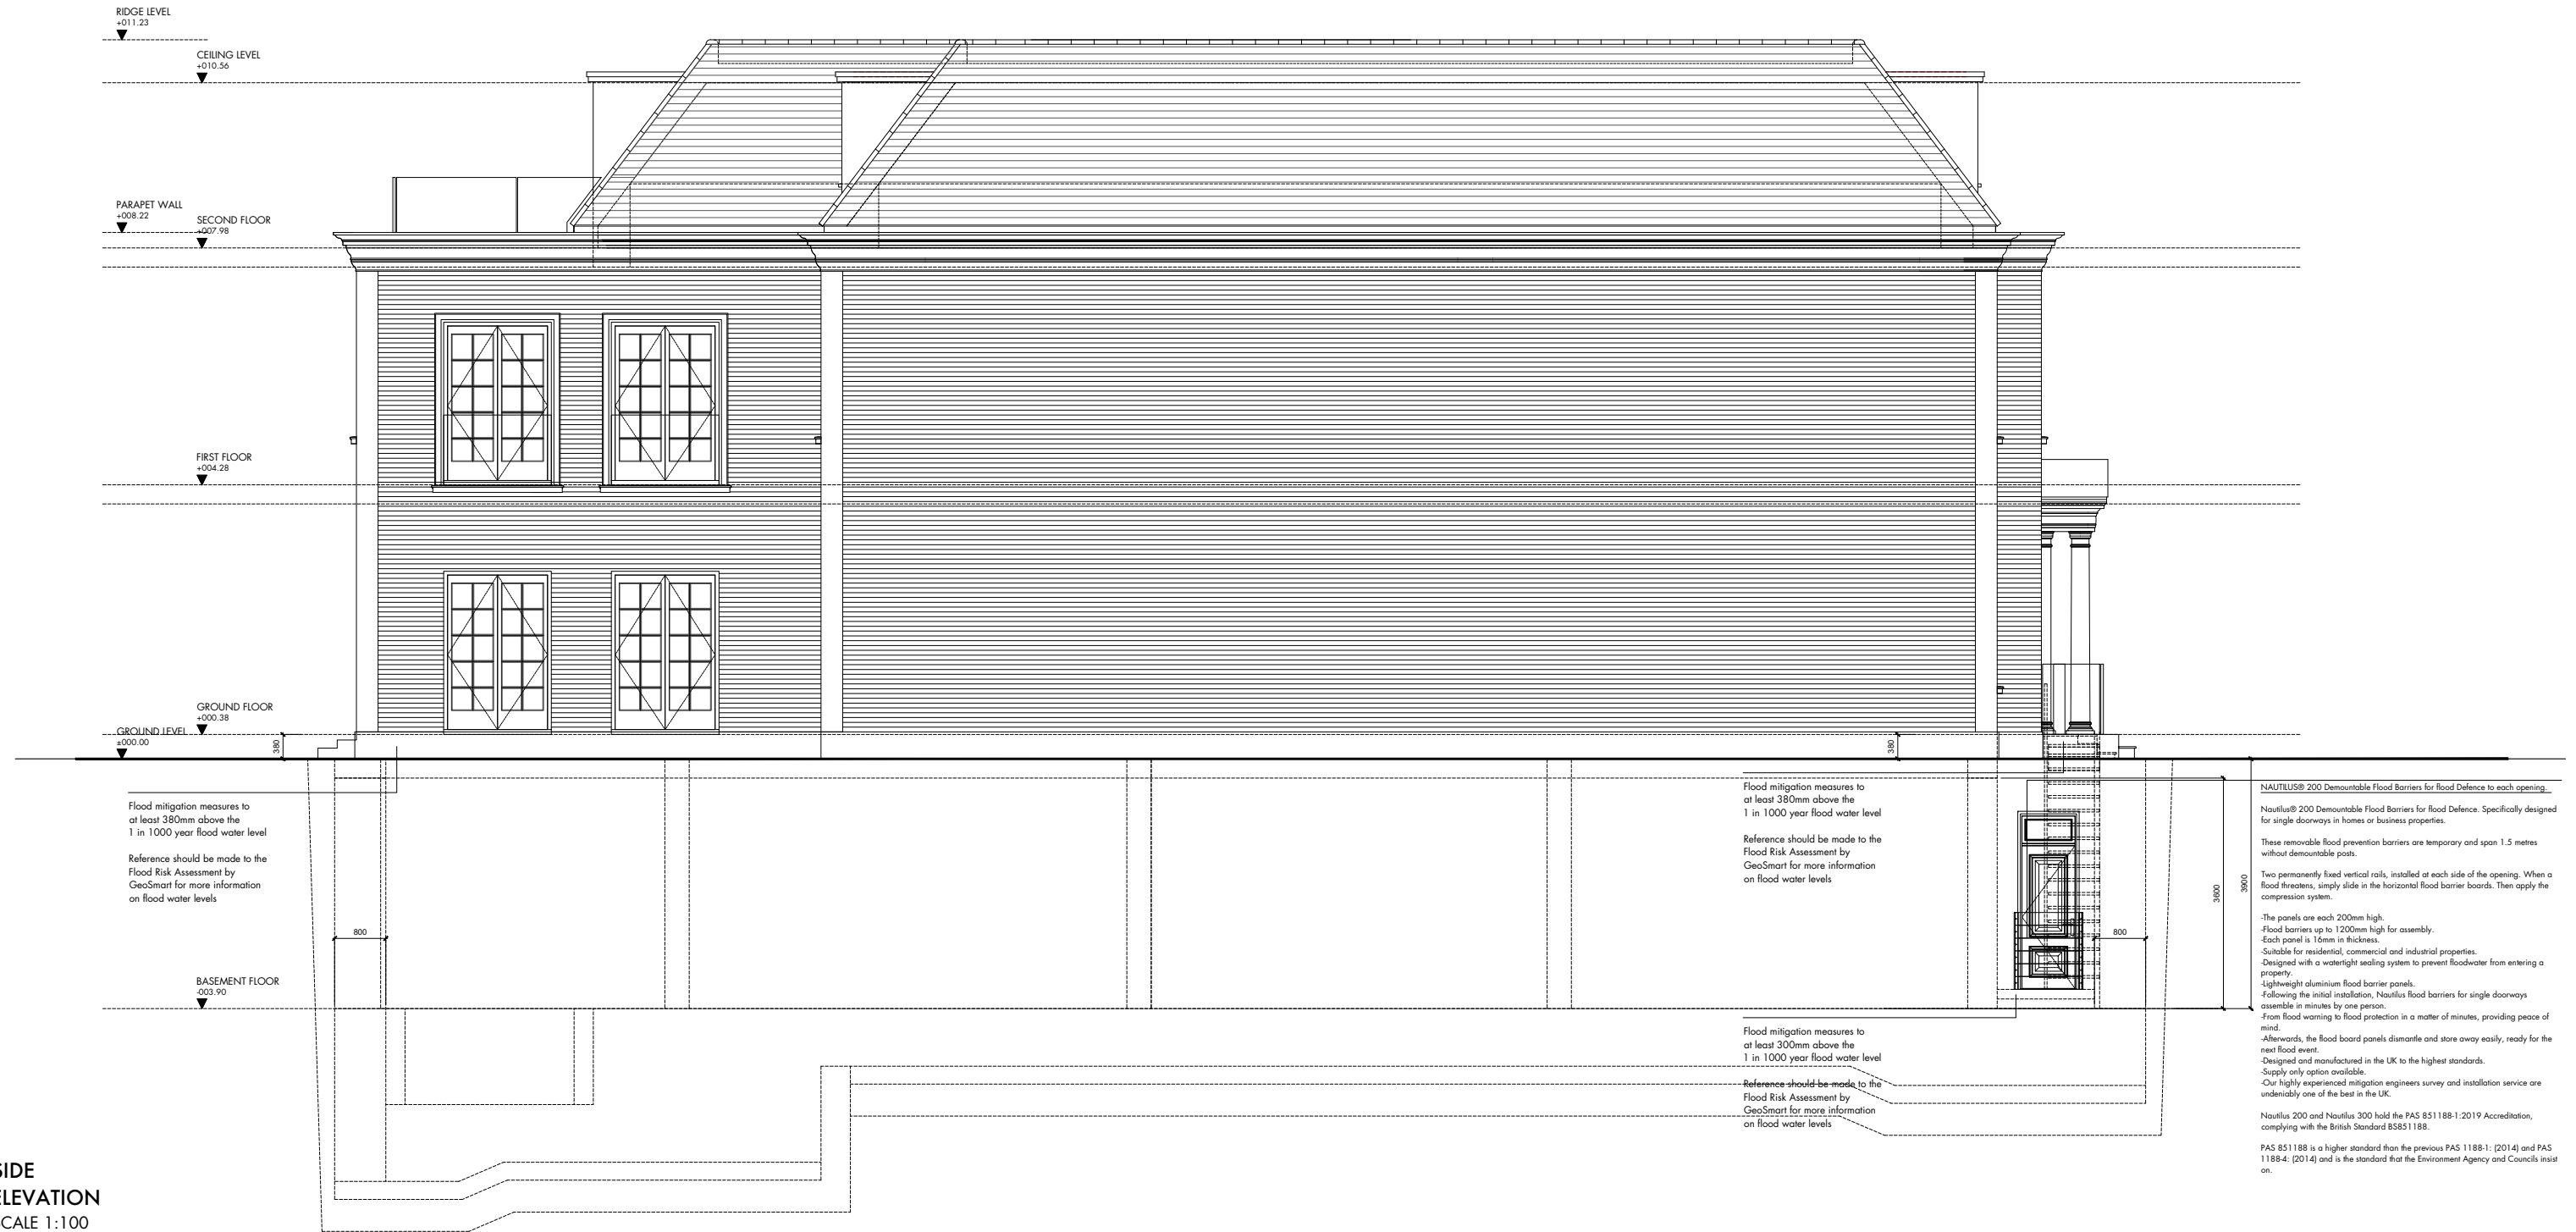 RIDGE LEVEL
+011.23
CEILING LEVEL
+010.56
PARAPET WALL
+008.22
SECOND FLOOR
+007.98
FIRST FLOOR
+004.28
GROUND FLOOR
+000.38
GROUND LEVEL
±000.00
380
380
Flood mitigation measures to
at least 380mm above the
1 in 1000 year flood water level
Reference should be made to the
Flood Risk Assessment by
GeoSmart for more information
on flood water levels
800
BASEMENT FLOOR
-003.90
Flood mitigation measures to
at least 380mm above the
1 in 1000 year flood water level
Reference should be made to the
Flood Risk Assessment by
GeoSmart for more information
on flood water levels
800
3600
3900
Flood mitigation measures to
at least 300mm above the
1 in 1000 year flood water level
Reference should be made to the
Flood Risk Assessment by
GeoSmart for more information
on flood water levels
NAUTILUS® 200 Demountable Flood Barriers for flood Defence to each opening.
Nautilus® 200 Demountable Flood Barriers for flood Defence. Specifically designed
for single doorways in homes or business properties.
These removable flood prevention barriers are temporary and span 1.5 metres
without demountable posts.
Two permanently fixed vertical rails, installed at each side of the opening. When a
flood threatens, simply slide in the horizontal flood barrier boards. Then apply the
compression system.
-The panels are each 200mm high.
-Flood barriers up to 1200mm high for assembly.
-Each panel is 16mm in thickness.
-Suitable for residential, commercial and industrial properties.
-Designed with a watertight sealing system to prevent floodwater from entering a
property.
-Lightweight aluminium flood barrier panels.
-Following the initial installation, Nautilus flood barriers for single doorways
assemble in minutes by one person.
-From flood warning to flood protection in a matter of minutes, providing peace of
mind.
-Afterwards, the flood board panels dismantle and store away easily, ready for the
next flood event.
-Designed and manufactured in the UK to the highest standards.
-Supply only option available.
-Our highly experienced mitigation engineers survey and installation service are
undeniably one of the best in the UK.
Nautilus 200 and Nautilus 300 hold the PAS 851188-1:2019 Accreditation,
complying with the British Standard BS851188.
PAS 851188 is a higher standard than the previous PAS 1188-1: (2014) and PAS
1188-4: (2014) and is the standard that the Environment Agency and Councils insist
on.
SIDE
ELEVATION
SCALE 1:100